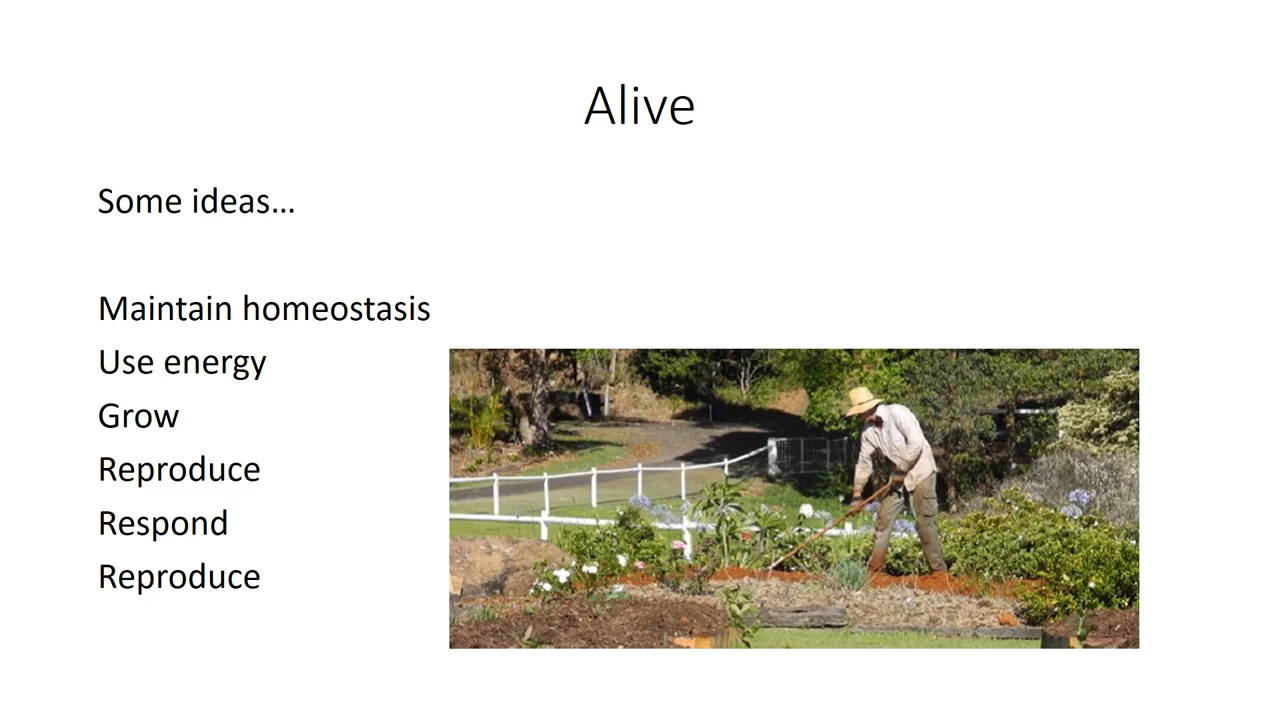 Alive
Some ideas…
Maintain homeostasis
Use energy
Grow
Reproduce
Respond
Reproduce